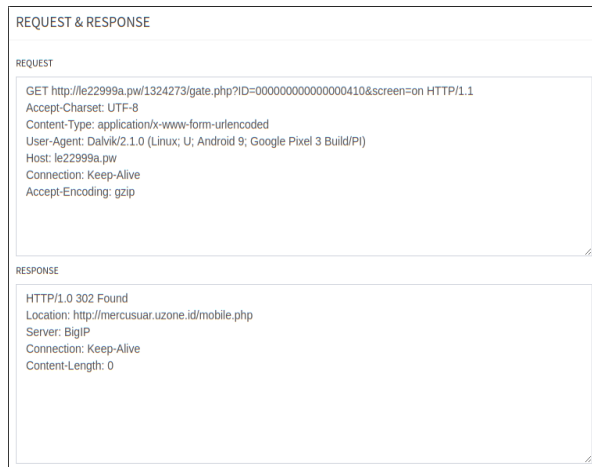 REQUEST & RESPONSE
REQUEST
GET http://le22999a.pw/1324273/gate.php?ID=000000000000000410&screen=on HTTP/1.1
Accept-Charset: UTF-8
Content-Type: application/x-www-form-urlencoded
User-Agent: Dalvik/2.1.0 (Linux; U; Android 9; Google Pixel 3 Build/PI)
Host: le22999a.pw
Connection: Keep-Alive
Accept-Encoding: gzip
RESPONSE
HTTP/1.0 302 Found
Location: http://mercusuar.uzone.id/mobile.php
Server: BigIP
Connection: Keep-Alive
Content-Length: 0